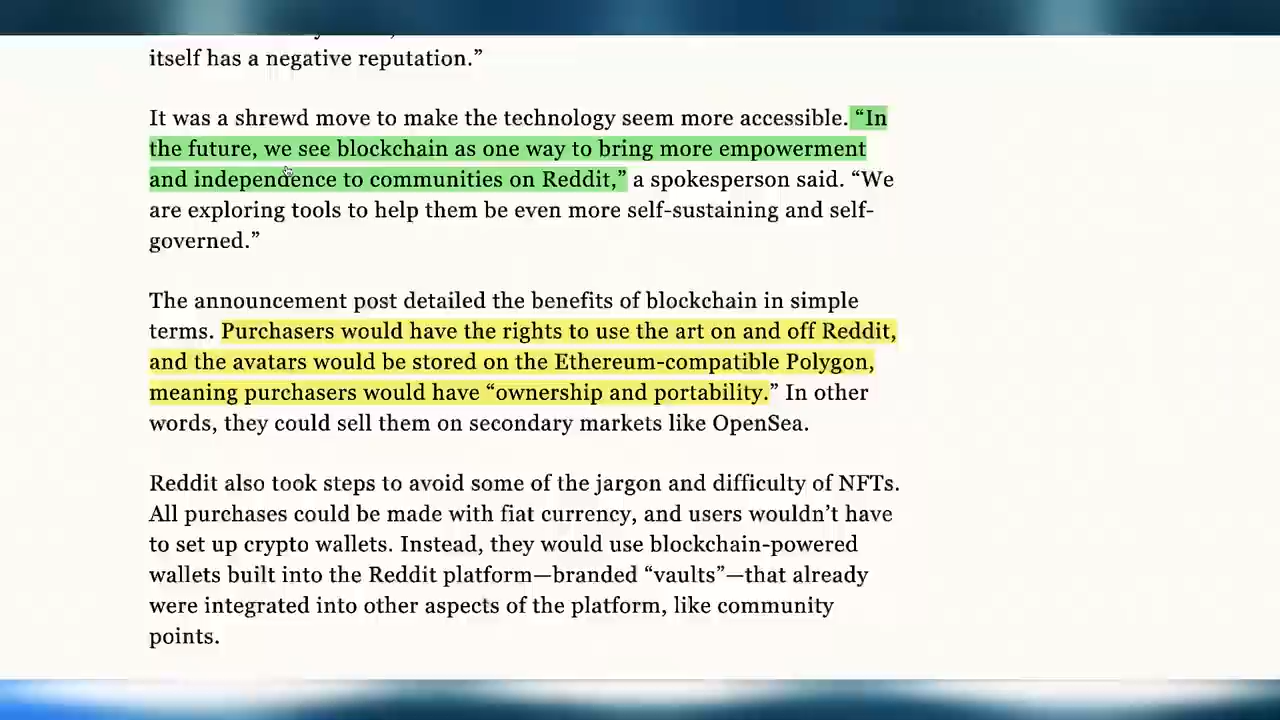 itself has a negative reputation.”
It was a shrewd move to make the technology seem more accessible. “In
the future, we see blockchain as one way to bring more empowerment
and independence to communities on Reddit,” a spokesperson said. “We
are exploring tools to help them be even more self-sustaining and self-
governed.”
The announcement post detailed the benefits of blockchain in simple
terms. Purchasers would have the rights to use the art on and off Reddit,
and the avatars would be stored on the Ethereum-compatible Polygon,
meaning purchasers would have “ownership and portability.” In other
words, they could sell them on secondary markets like OpenSea.
Reddit also took steps to avoid some of the jargon and difficulty of NFTs.
All purchases could be made with fiat currency, and users wouldn’t have
to set up crypto wallets. Instead, they would use blockchain-powered
wallets built into the Reddit platform—branded “vaults”—that already
were integrated into other aspects of the platform, like community
points.